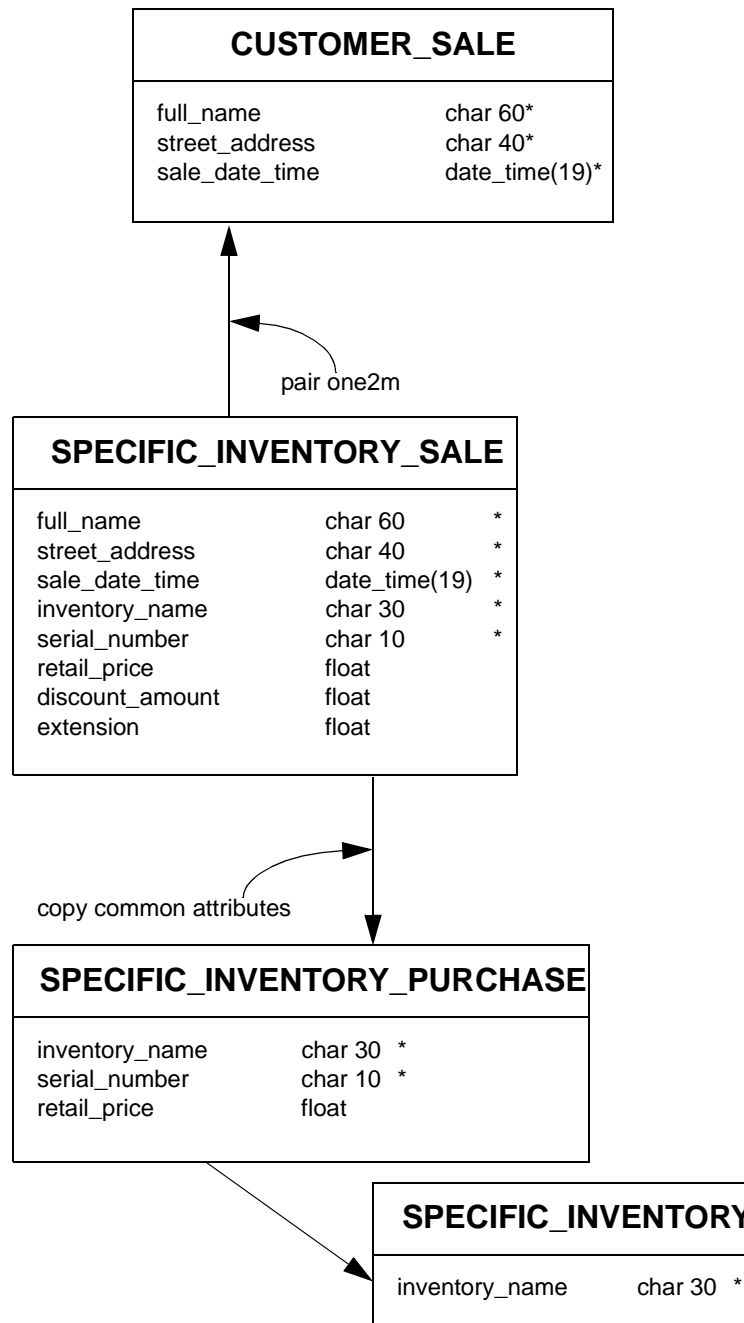 CUSTOMER_SALE
full_name char 60*
street_address char 40*
sale_date_time date_time(19)*
pair one2m
SPECIFIC_INVENTORY_SALE
full_name char 60 *
street_address char 40 *
sale_date_time date_time(19) *
inventory_name char 30 *
serial_number char 10 *
retail_price float
discount_amount float
extension float
copy common attributes
SPECIFIC_INVENTORY_PURCHASE
inventory_name char 30 *
serial_number char 10 *
retail_price float
SPECIFIC_INVENTORY
inventory_name char 30 *